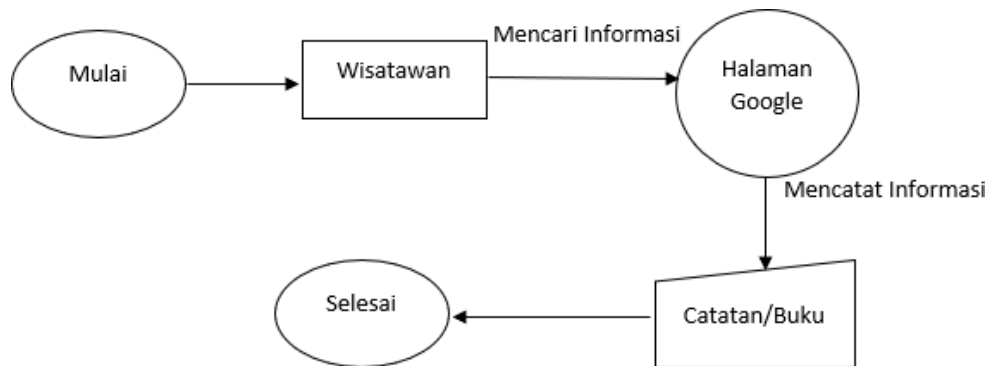 Mulai
Wisatawan
Mencari Informasi
Halaman
Google
Mencatat Informasi
Catatan/Buku
Selesai